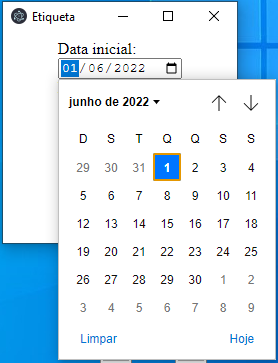 Etiqueta
Data inicial:
01/06/2022
junho de 2022
D S T Q Q S S
29 30 31 1 2 3 4
5 6 7 8 9 10 11
12 13 14 15 16 17 18
19 20 21 22 23 24 25
26 27 28 29 30 1 2
3 4 5 6 7 8 9
Limpar Hoje